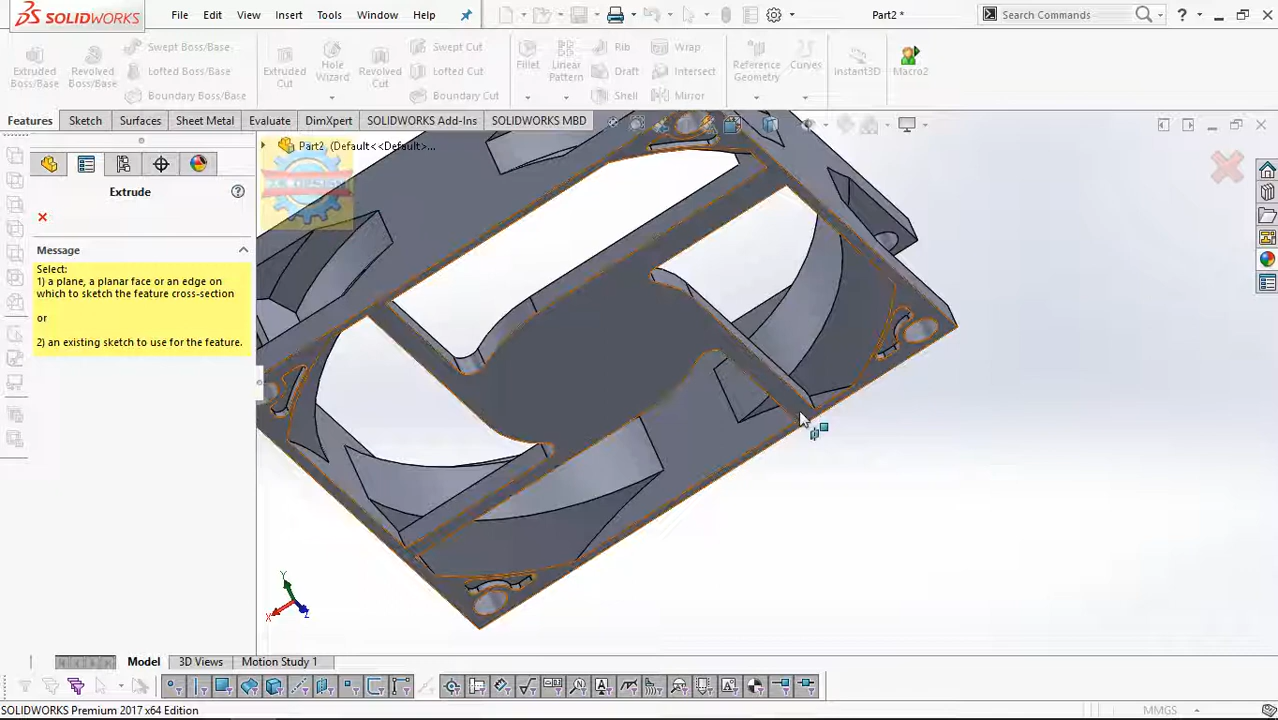 SOLIDWORKS
File Edit View Insert Tools Window Help
Part2 *
Search Commands
Extruded Boss/Base
Revolved Boss/Base
Swept Boss/Base
Lofted Boss/Base
Boundary Boss/Base
Extruded Cut
Hole Wizard
Revolved Cut
Swept Cut
Lofted Cut
Boundary Cut
Fillet
Linear Pattern
Rib
Draft
Shell
Wrap
Intersect
Mirror
Reference Geometry
Curves
Instant3D
Macro2
Features Sketch Surfaces Sheet Metal Evaluate DimXpert SOLIDWORKS Add-Ins SOLIDWORKS MBD
Part2 (Default<<Default>...
Extrude
Message
Select:
1) a plane, a planar face or an edge on
which to sketch the feature cross-section
or
2) an existing sketch to use for the feature.
Y
X
Z
Model 3D Views Motion Study 1
SOLIDWORKS Premium 2017 x64 Edition
MMGS